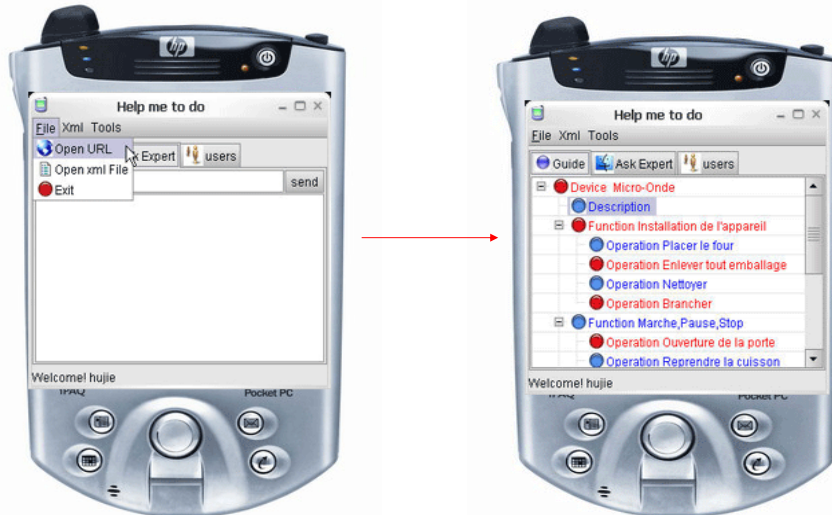 hp
Help me to do
File Xml Tools
Open URL
k Expert users
Open xml File
send
Exit
Welcome! hujie
iPAQ Pocket PC
hp
Help me to do
File Xml Tools
Guide Ask Expert users
Device Micro-Onde
Description
Function Installation de l'appareil
Operation Placer le four
Operation Enlever tout emballage
Operation Nettoyer
Operation Brancher
Function Marche,Pause,Stop
Operation Ouverture de la porte
Operation Reprendre la cuisson
Welcome! hujie
iPAQ Pocket PC